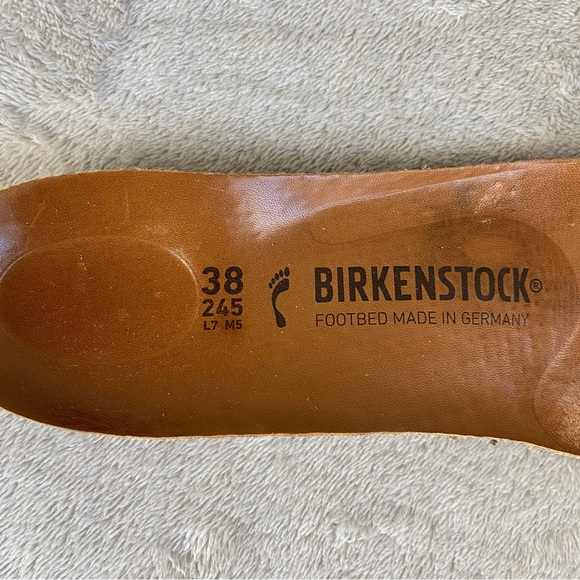 38
245
L7 M5
BIRKENSTOCK®
FOOTBED MADE IN GERMANY